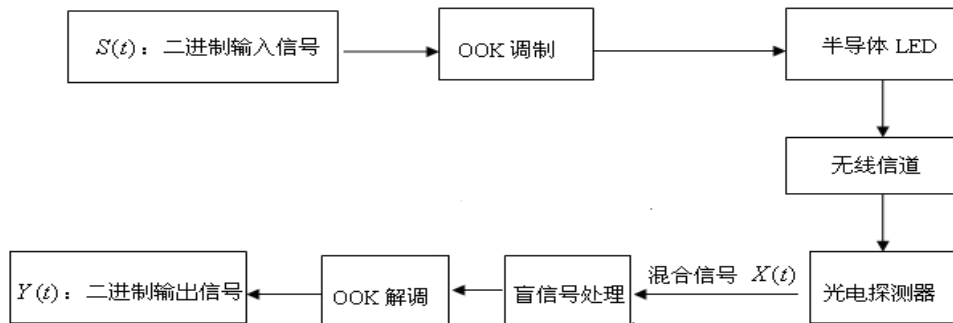 S(t)：二进制输入信号
OOK 调制
半导体 LED
无线信道
光电探测器
混合信号 X(t)
盲信号处理
OOK 解调
Y(t)：二进制输出信号